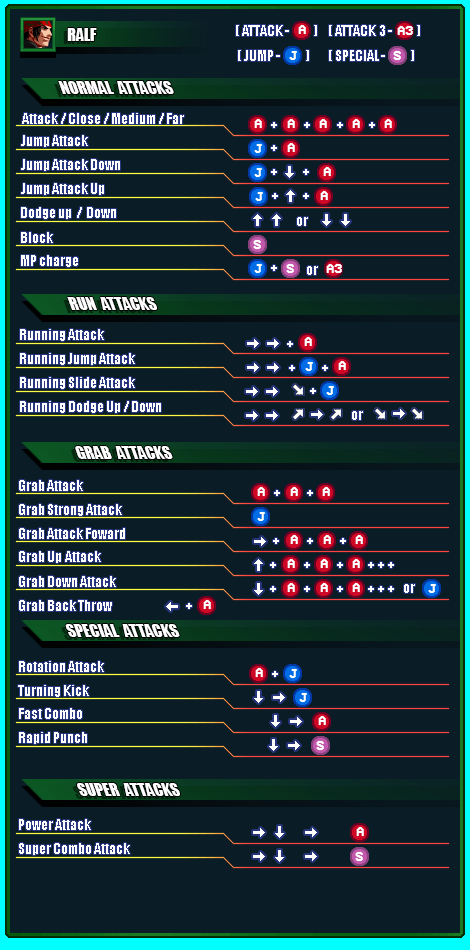 RALF [ATTACK- A ] [ATTACK 3- A3 ]
[JUMP- J ] [SPECIAL- S ]
NORMAL ATTACKS
Attack / Close / Medium / Far A + A + A + A + A
Jump Attack J + A
Jump Attack Down J + ↓ + A
Jump Attack Up J + ↑ + A
Dodge up / Down ↑ ↑ or ↓ ↓
Block S
MP charge J + S or A3
RUN ATTACKS
Running Attack → → + A
Running Jump Attack → → + J + A
Running Slide Attack → → ↘ + J
Running Dodge Up / Down → → ↗ → ↗ or ↘ → ↘
GRAB ATTACKS
Grab Attack A + A + A
Grab Strong Attack J
Grab Attack Foward → + A + A + A
Grab Up Attack ↑ + A + A + A +++
Grab Down Attack ↓ + A + A + A +++ or J
Grab Back Throw ← + A
SPECIAL ATTACKS
Rotation Attack A + J
Turning Kick ↓ → J
Fast Combo ↓ → A
Rapid Punch ↓ → S
SUPER ATTACKS
Power Attack → ↓ → A
Super Combo Attack → ↓ → S